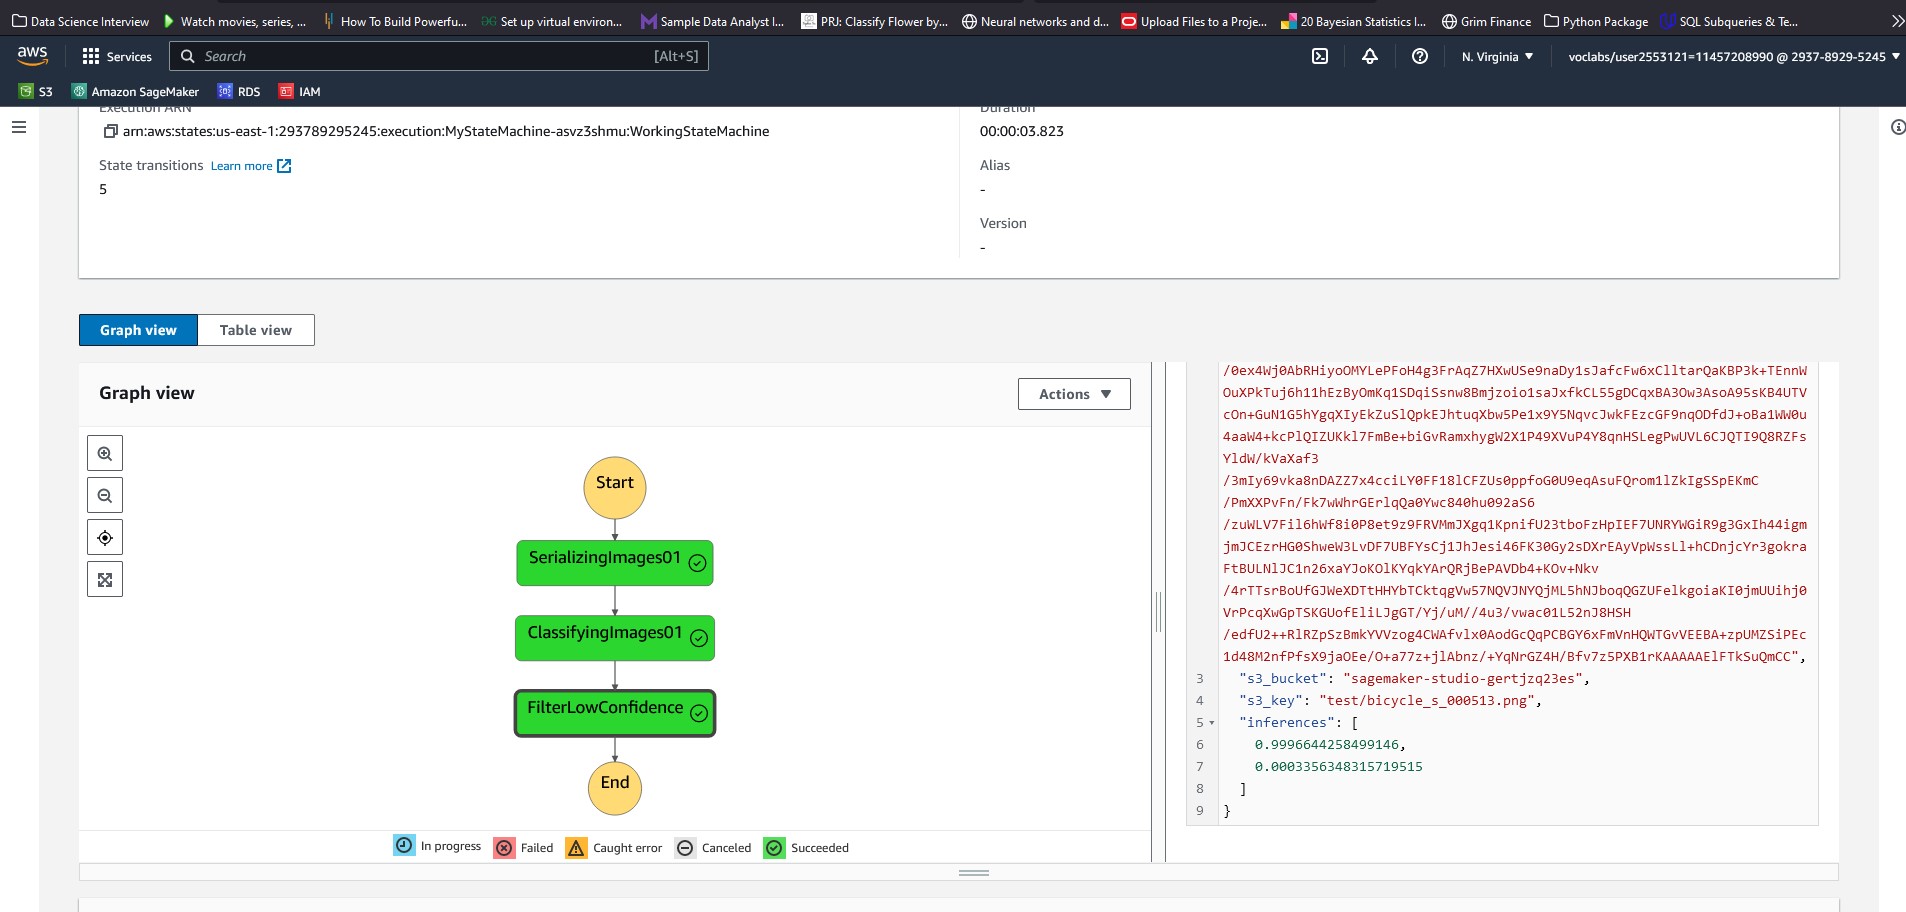 Data Science Interview
Watch movies, series, ...
How To Build Powerfu...
Set up virtual environ...
Sample Data Analyst I...
PRJ: Classify Flower by...
Neural networks and d...
Upload Files to a Proje...
20 Bayesian Statistics I...
Grim Finance
Python Package
SQL Subqueries & Te...
aws
Services
Search
[Alt+S]
N. Virginia
voclabs/user2553121=11457208990 @ 2937-8929-5245
S3
Amazon SageMaker
RDS
IAM
Execution ARN
arn:aws:states:us-east-1:293789295245:execution:MyStateMachine-asvz3shmu:WorkingStateMachine
State transitions Learn more
5
Duration
00:00:03.823
Alias
-
Version
-
Graph view
Table view
Graph view
Actions
Start
SerializingImages01
ClassifyingImages01
FilterLowConfidence
End
In progress
Failed
Caught error
Canceled
Succeeded
/0ex4Wj0AbRHiyoOMYLePFoH4g3FrAqZ7HXwUSe9naDy1sJafcFw6xClltarQaKBP3k+TEnnW
OuXPkTuj6h11hEzByOmKq1SDqiSsnw8Bmjzoio1saJxfkCL55gDCqxBA3Ow3AsoA95sKB4UTV
cOn+GuN1G5hYgqXIyEkZuSlQpkEJhtuqXbw5Pe1x9Y5NqvcJwkFEzcGF9nqODfdJ+oBa1WW0u
4aaW4+kcPlQIZUKkl7FmBe+biGvRamxhygW2X1P49XVuP4Y8qnHSLegPwUVL6CJQTI9Q8RZFs
YldW/kVaXaf3
/3mIy69vka8nDAZZ7x4cciLY0FF18lCFZUs0ppfoG0U9eqAsuFQrom1lZkIgSSpEKmC
/PmXXPvFn/Fk7wWhrGErlqQa0Ywc840hu092aS6
/zuWLV7Fil6hWf8i0P8et9z9FRVMmJXgq1KpnifU23tboFzHpIEF7UNRYWGiR9g3GxIh44igm
jmJCEzrHG0ShweW3LvDF7UBFYsCj1JhJesi46FK30Gy2sDXrEAyVpWssLl+hCDnjcYr3gokra
FtBULNlJC1n26xaYJoKOlKYqkYArQRjBePAVDb4+KOv+Nkv
/4rTTsrBoUfGJWeXDTtHHYbTCktqgVw57NQVJNYQjML5hNJboqQGZUFelkgoiaKI0jmUUihj0
VrPcqXwGpTSKGUofEliLJgGT/Yj/uM//4u3/vwac01L52nJ8HSH
/edfU2++RlRZpSzBmkYVVzog4CWAfvlx0AodGcQqPCBGY6xFmVnHQWTGvVEEBA+zpUMZSiPEc
1d48M2nfPfsX9jaOEe/O+a77z+jlAbnz/+YqNrGZ4H/Bfv7z5PXB1rKAAAAAElFTkSuQmCC",
3 "s3_bucket": "sagemaker-studio-gertjzq23es",
4 "s3_key": "test/bicycle_s_000513.png",
5 "inferences": [
6 0.9996644258499146,
7 0.0003356348315719515
8 ]
9 }